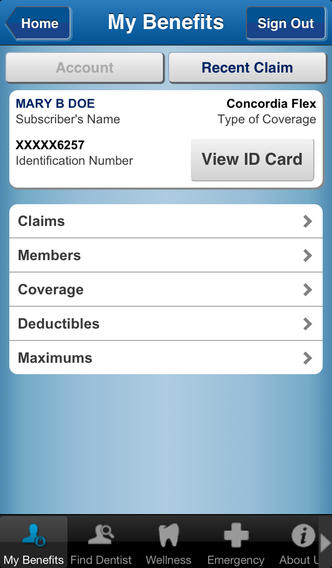 Home
My Benefits
Sign Out
Account
Recent Claim
MARY B DOE
Concordia Flex
Subscriber's Name
Type of Coverage
XXXXX6257
Identification Number
View ID Card
Claims
Members
Coverage
Deductibles
Maximums
My Benefits
Find Dentist
Wellness
Emergency
About U